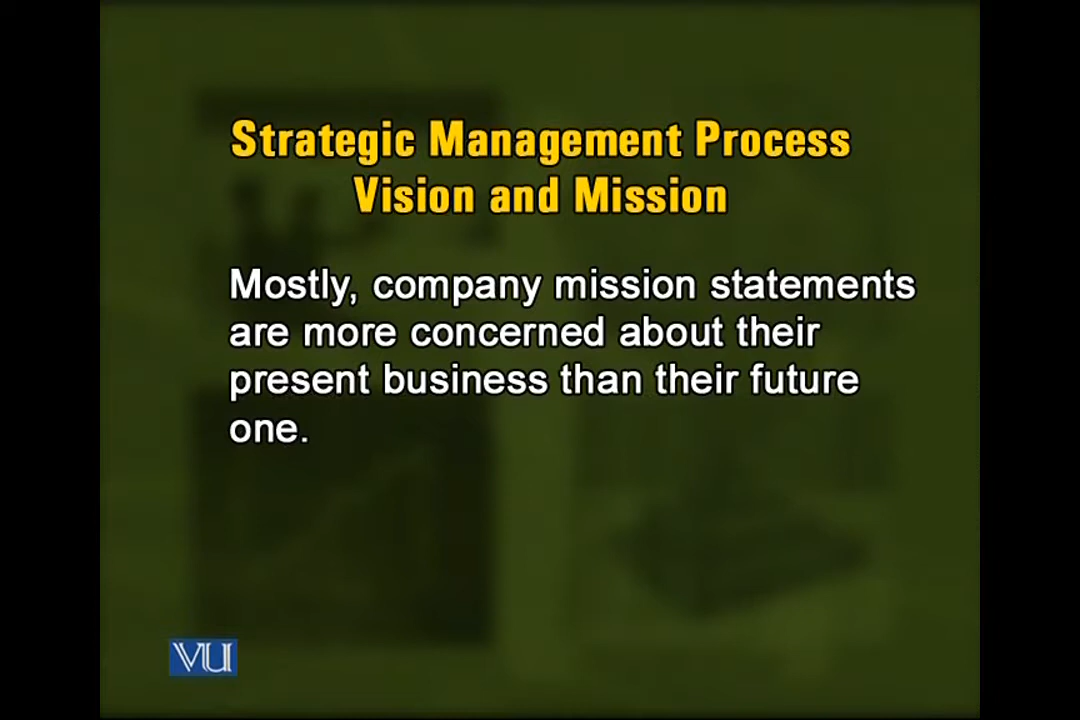 Strategic Management Process
Vision and Mission
Mostly, company mission statements
are more concerned about their
present business than their future
one.
VU